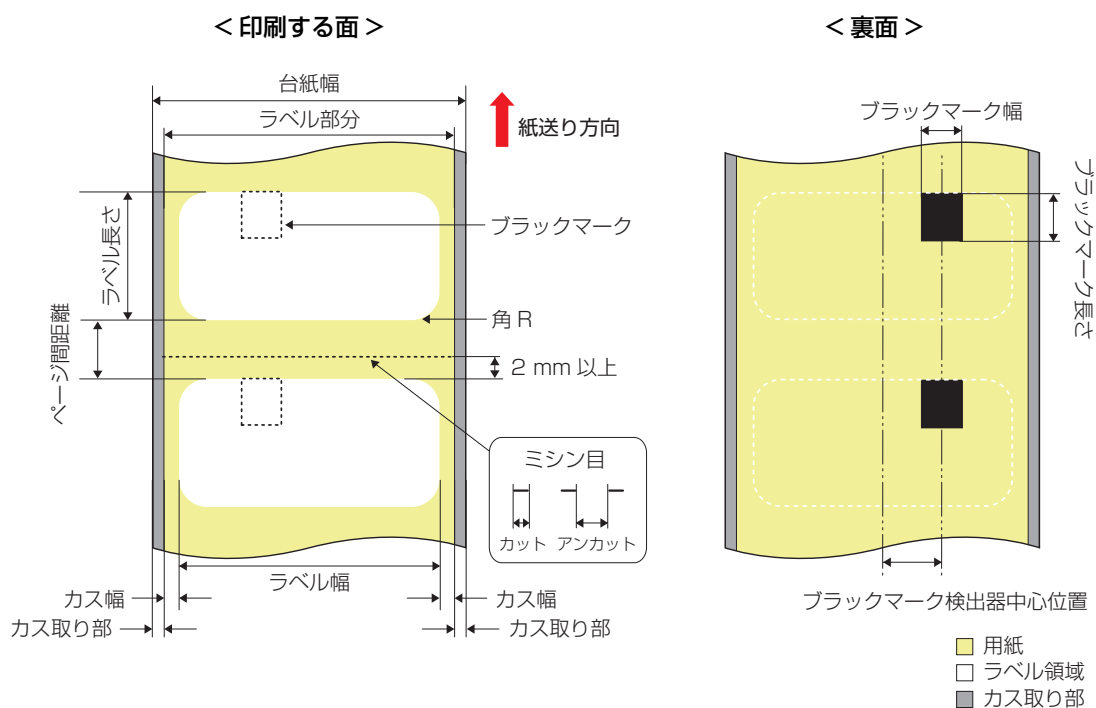 ＜印刷する面＞
台紙幅
ラベル部分
紙送り方向
ラベル長さ
ブラックマーク
角 R
ページ間距離
2 mm 以上
ミシン目
カット アンカット
ラベル幅
カス幅 カス幅
カス取り部 カス取り部
＜裏面＞
ブラックマーク幅
ブラックマーク長さ
ブラックマーク検出器中心位置
用紙
ラベル領域
カス取り部